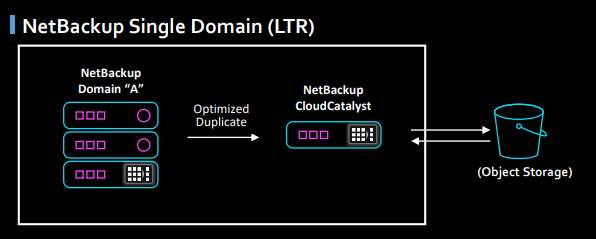 NetBackup Single Domain (LTR)
NetBackup
Domain “A”
Optimized
Duplicate
NetBackup
CloudCatalyst
(Object Storage)